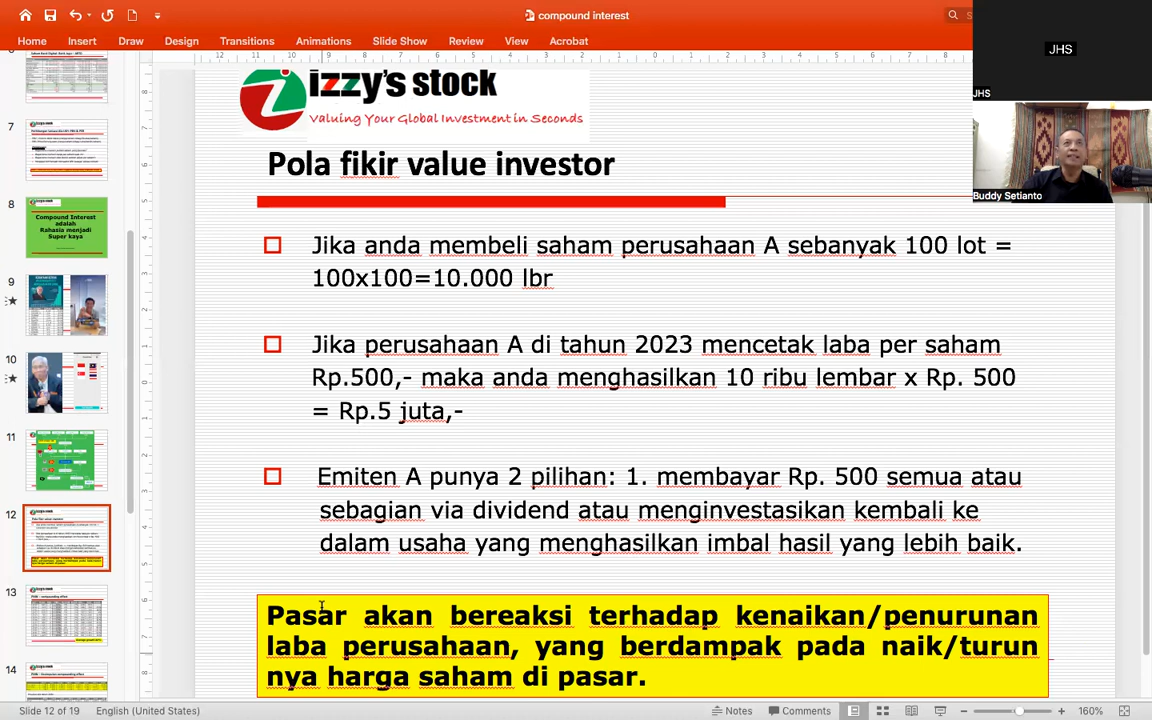 compound interest
Home Insert Draw Design Transitions Animations Slide Show Review View Acrobat
JHS
JHS
Buddy Setianto
izzy's stock
Valuing Your Global Investment in Seconds
Pola fikir value investor
Jika anda membeli saham perusahaan A sebanyak 100 lot =
100x100=10.000 lbr
Jika perusahaan A di tahun 2023 mencetak laba per saham
Rp.500,- maka anda menghasilkan 10 ribu lembar x Rp. 500
= Rp.5 juta,-
Emiten A punya 2 pilihan: 1. membayar Rp. 500 semua atau
sebagian via dividend atau menginvestasikan kembali ke
dalam usaha yang menghasilkan imbal hasil yang lebih baik.
Pasar akan bereaksi terhadap kenaikan/penurunan
laba perusahaan, yang berdampak pada naik/turun
nya harga saham di pasar.
7
8
Compound Interest
adalah
Rahasia menjadi
Super kaya
9
10
11
12
13
14
Slide 12 of 19 English (United States) Notes Comments 160%